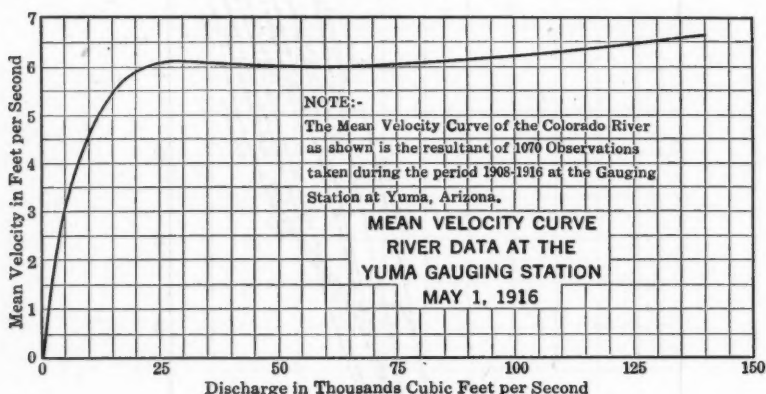 7
6
5
4
3
2
1
0
Mean Velocity in Feet per Second
NOTE:-
The Mean Velocity Curve of the Colorado River
as shown is the resultant of 1070 Observations
taken during the period 1908-1916 at the Gauging
Station at Yuma, Arizona.
MEAN VELOCITY CURVE
RIVER DATA AT THE
YUMA GAUGING STATION
MAY 1, 1916
0 25 50 75 100 125 150
Discharge in Thousands Cubic Feet per Second